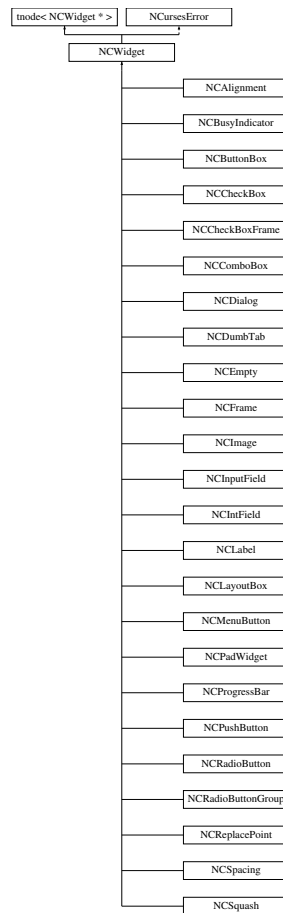 tnode< NCWidget * >
NCursesError
NCWidget
NCAlignment
NCBusyIndicator
NCButtonBox
NCCheckBox
NCCheckBoxFrame
NCComboBox
NCDialog
NCDumbTab
NCEmpty
NCFrame
NCImage
NCInputField
NCIntField
NCLabel
NCLayoutBox
NCMenuButton
NCPadWidget
NCProgressBar
NCPushButton
NCRadioButton
NCRadioButtonGroup
NCReplacePoint
NCSpacing
NCSquash